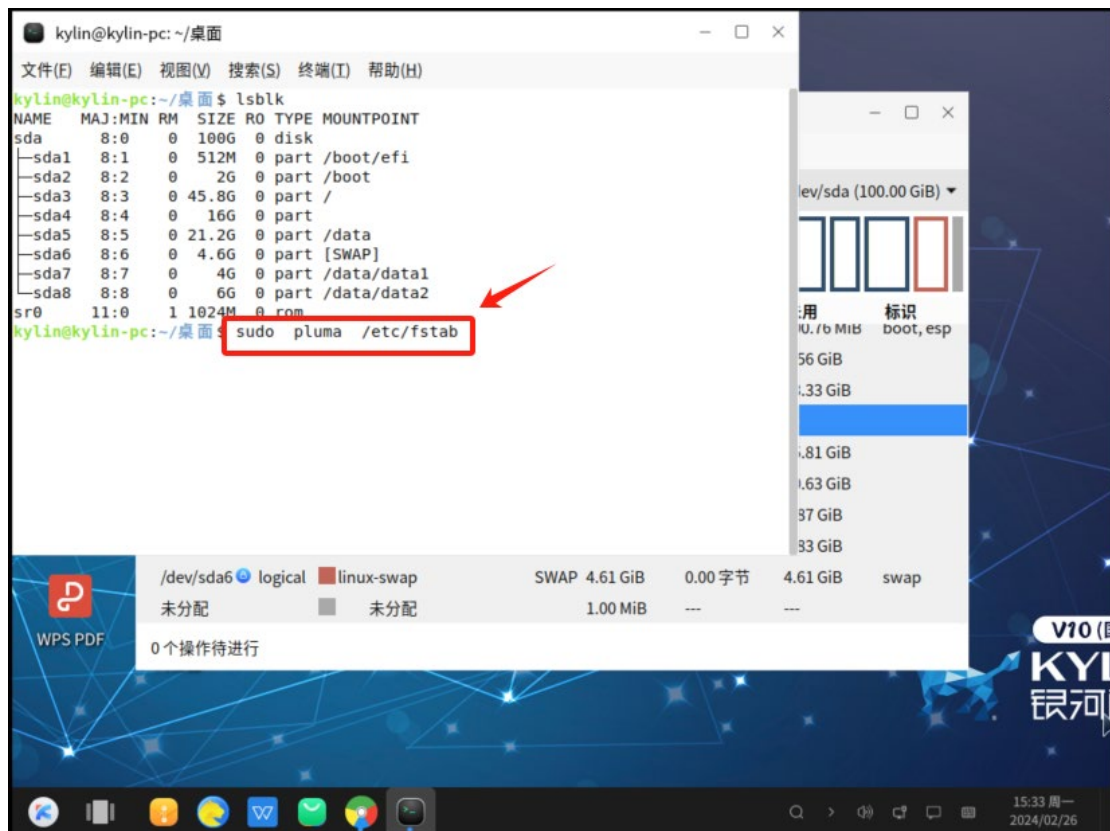 kylin@kylin-pc: ~/桌面
文件(F) 编辑(E) 视图(V) 搜索(S) 终端(T) 帮助(H)
kylin@kylin-pc:~/桌面$ lsblk
NAME MAJ:MIN RM SIZE RO TYPE MOUNTPOINT
sda 8:0 0 100G 0 disk
├─sda1 8:1 0 512M 0 part /boot/efi
├─sda2 8:2 0 2G 0 part /boot
├─sda3 8:3 0 45.8G 0 part /
├─sda4 8:4 0 16G 0 part
├─sda5 8:5 0 21.2G 0 part /data
├─sda6 8:6 0 4.6G 0 part [SWAP]
├─sda7 8:7 0 4G 0 part /data/data1
└─sda8 8:8 0 6G 0 part /data/data2
sr0 11:0 1 1024M 0 rom
kylin@kylin-pc:~/桌面$ sudo pluma /etc/fstab
dev/sda (100.00 GiB)
用 标识
0.76 MiB boot, esp
56 GiB
.33 GiB
.81 GiB
.63 GiB
87 GiB
83 GiB
/dev/sda6 logical linux-swap SWAP 4.61 GiB 0.00 字节 4.61 GiB swap
未分配 未分配 1.00 MiB --- ---
0 个操作待进行
WPS PDF
V10
KY
银河
15:33 周一
2024/02/26